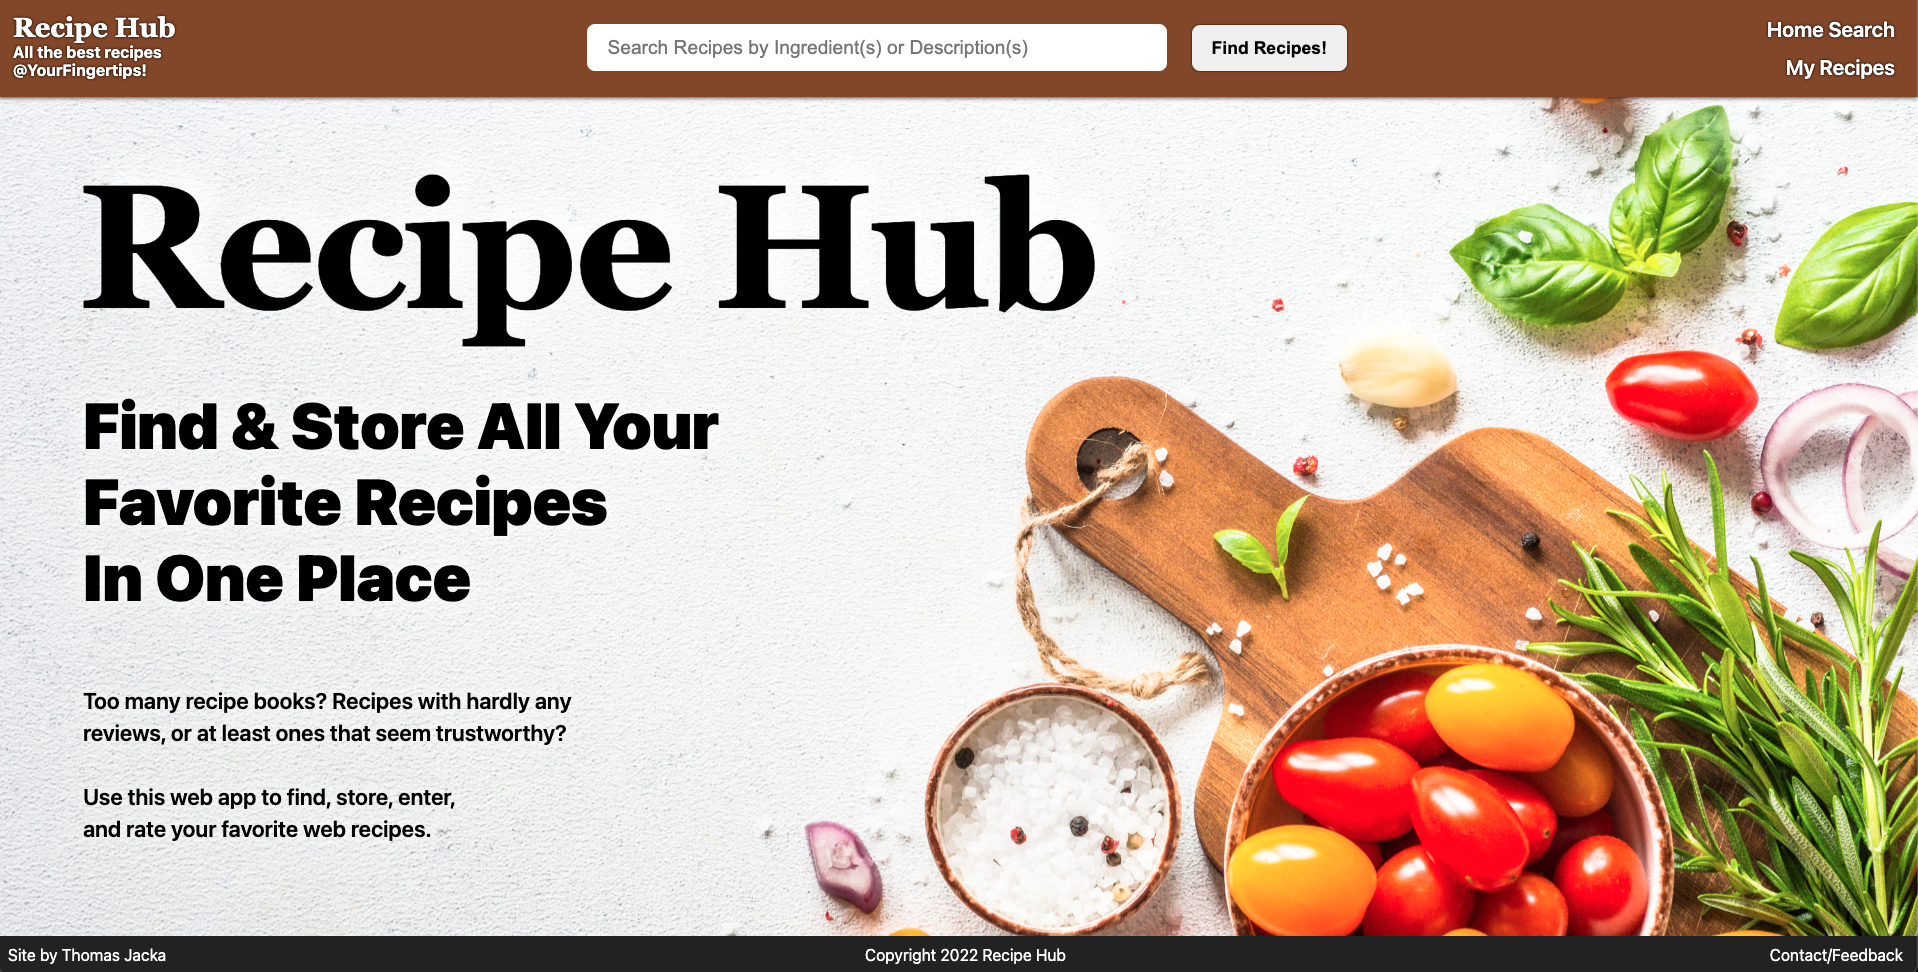 Recipe Hub
All the best recipes
@YourFingertips!
Search Recipes by Ingredient(s) or Description(s)
Find Recipes!
Home Search
My Recipes
Recipe Hub
Find & Store All Your
Favorite Recipes
In One Place
Too many recipe books? Recipes with hardly any
reviews, or at least ones that seem trustworthy?
Use this web app to find, store, enter,
and rate your favorite web recipes.
Site by Thomas Jacka
Copyright 2022 Recipe Hub
Contact/Feedback